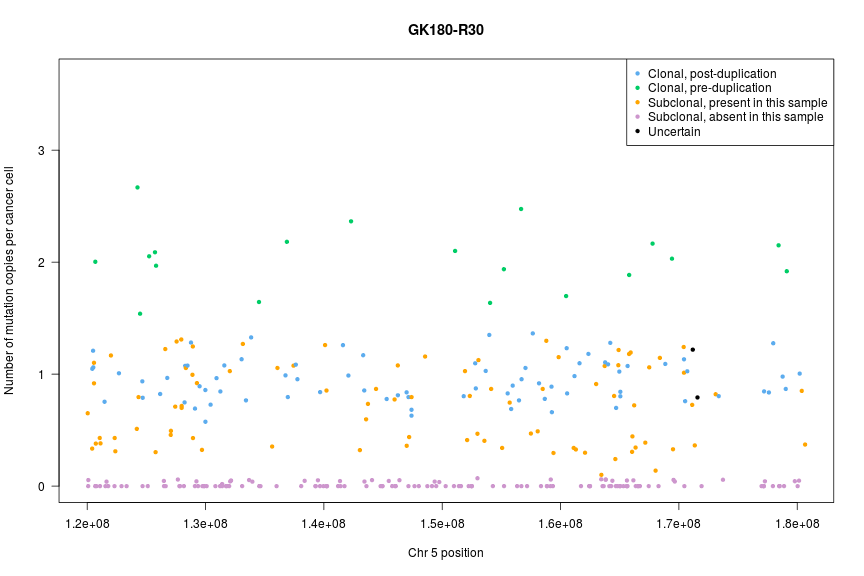 GK180-R30
Clonal, post-duplication
Clonal, pre-duplication
Subclonal, present in this sample
Subclonal, absent in this sample
Uncertain
Number of mutation copies per cancer cell
3
2
1
0
1.2e+08 1.3e+08 1.4e+08 1.5e+08 1.6e+08 1.7e+08 1.8e+08
Chr 5 position